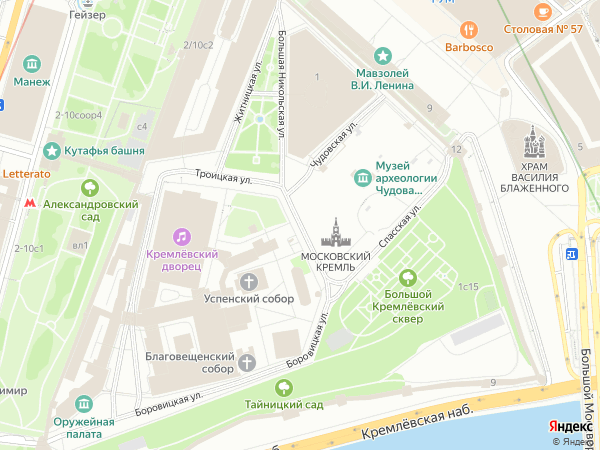 Гейзер
ГУМ
Barbosco
Столовая № 57
2/10с2
Манеж
Житницкая ул.
Большая Никольская ул.
1
Мавзолей
В.И. Ленина
9
2-10соор4
с4
Кутафья башня
Чудовская ул.
12
5
Letterato
Троицкая ул.
Музей
археологии
Чудова...
ХРАМ
ВАСИЛИЯ
БЛАЖЕННОГО
Александровский
сад
Спасская ул.
2-10с1
вл1
Кремлёвский
дворец
МОСКОВСКИЙ
КРЕМЛЬ
Успенский собор
Большой
Кремлёвский
сквер
1с15
Боровицкая ул.
Благовещенский
собор
Боровицкая ул.
Тайницкий сад
9
Оружейная
палата
Кремлёвская наб.
Яндекс
© Яндекс